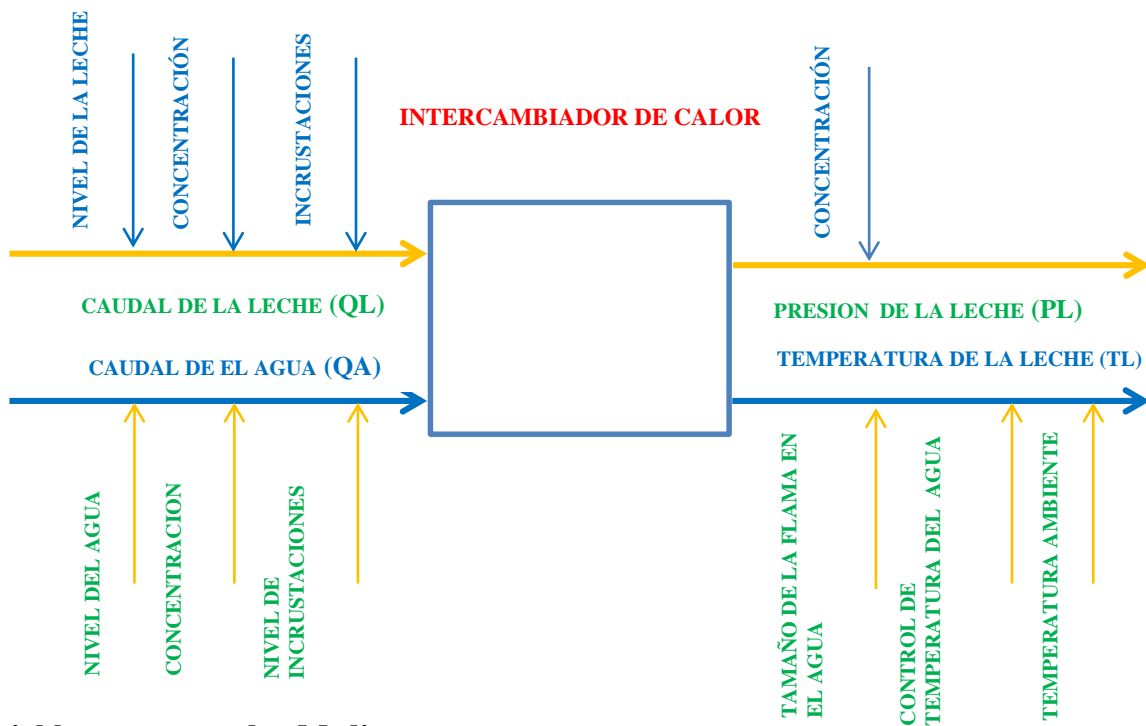 NIVEL DE LA LECHE
CONCENTRACIÓN
INCRUSTACIONES
INTERCAMBIADOR DE CALOR
CONCENTRACIÓN
CAUDAL DE LA LECHE (QL)
PRESION DE LA LECHE (PL)
CAUDAL DE EL AGUA (QA)
TEMPERATURA DE LA LECHE (TL)
NIVEL DEL AGUA
CONCENTRACION
NIVEL DE
INCRUSTACIONES
TAMAÑO DE LA FLAMA EN
EL AGUA
CONTROL DE
TEMPERATURA DEL AGUA
TEMPERATURA AMBIENTE